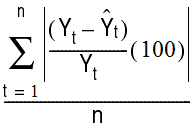 n
∑ |(Yₜ - Ŷₜ)/Yₜ (100)|
t = 1
n